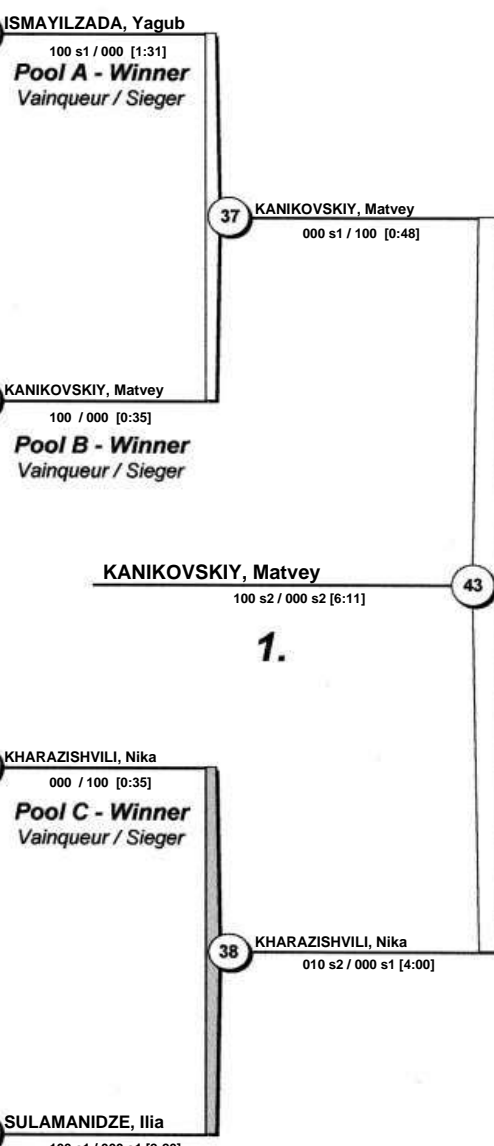 ISMAYILZADA, Yagub
100 s1 / 000 [1:31]
Pool A - Winner
Vainqueur / Sieger
37
KANIKOVSKIY, Matvey
000 s1 / 100 [0:48]
KANIKOVSKIY, Matvey
100 / 000 [0:35]
Pool B - Winner
Vainqueur / Sieger
KANIKOVSKIY, Matvey
43
100 s2 / 000 s2 [6:11]
1.
KHARAZISHVILI, Nika
000 / 100 [0:35]
Pool C - Winner
Vainqueur / Sieger
38
KHARAZISHVILI, Nika
010 s2 / 000 s1 [4:00]
SULAMANIDZE, Ilia